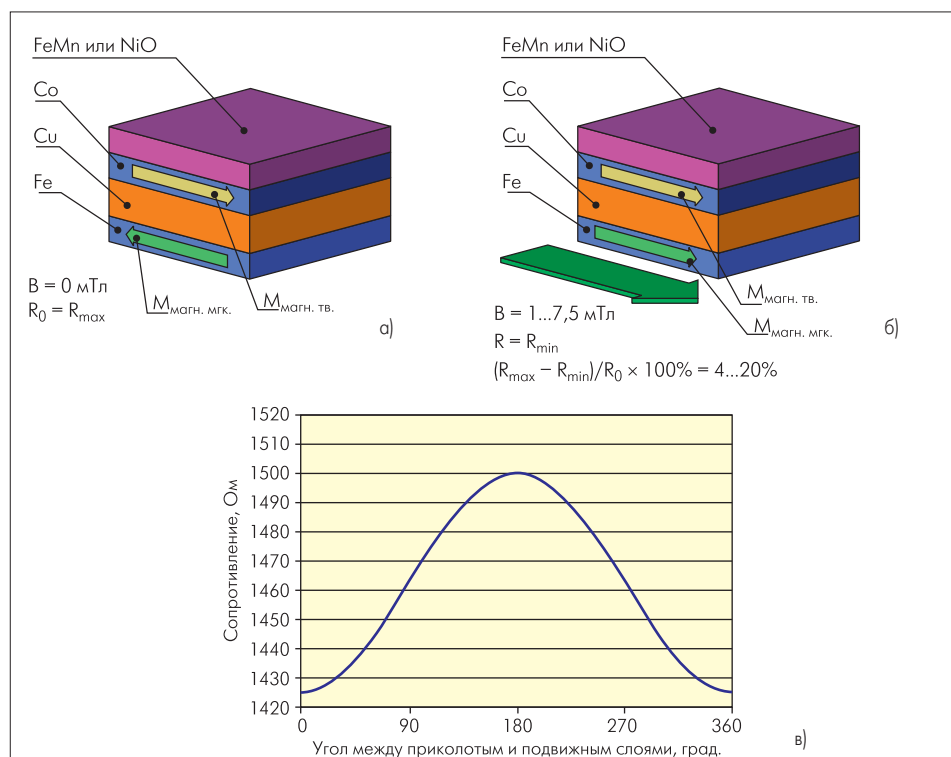 FeMn или NiO
Co
Cu
Fe
B = 0 мТл
R₀ = Rmax
Mмагн. мгк.
Mмагн. тв.
а)
FeMn или NiO
Co
Cu
Fe
Mмагн. тв.
Mмагн. мгк.
B = 1...7,5 мТл
R = Rmin
(Rmax − Rmin)/R₀ × 100% = 4...20%
б)
Сопротивление, Ом
1520
1510
1500
1490
1480
1470
1460
1450
1440
1430
1420
0 90 180 270 360
Угол между приколотым и подвижным слоями, град.
в)